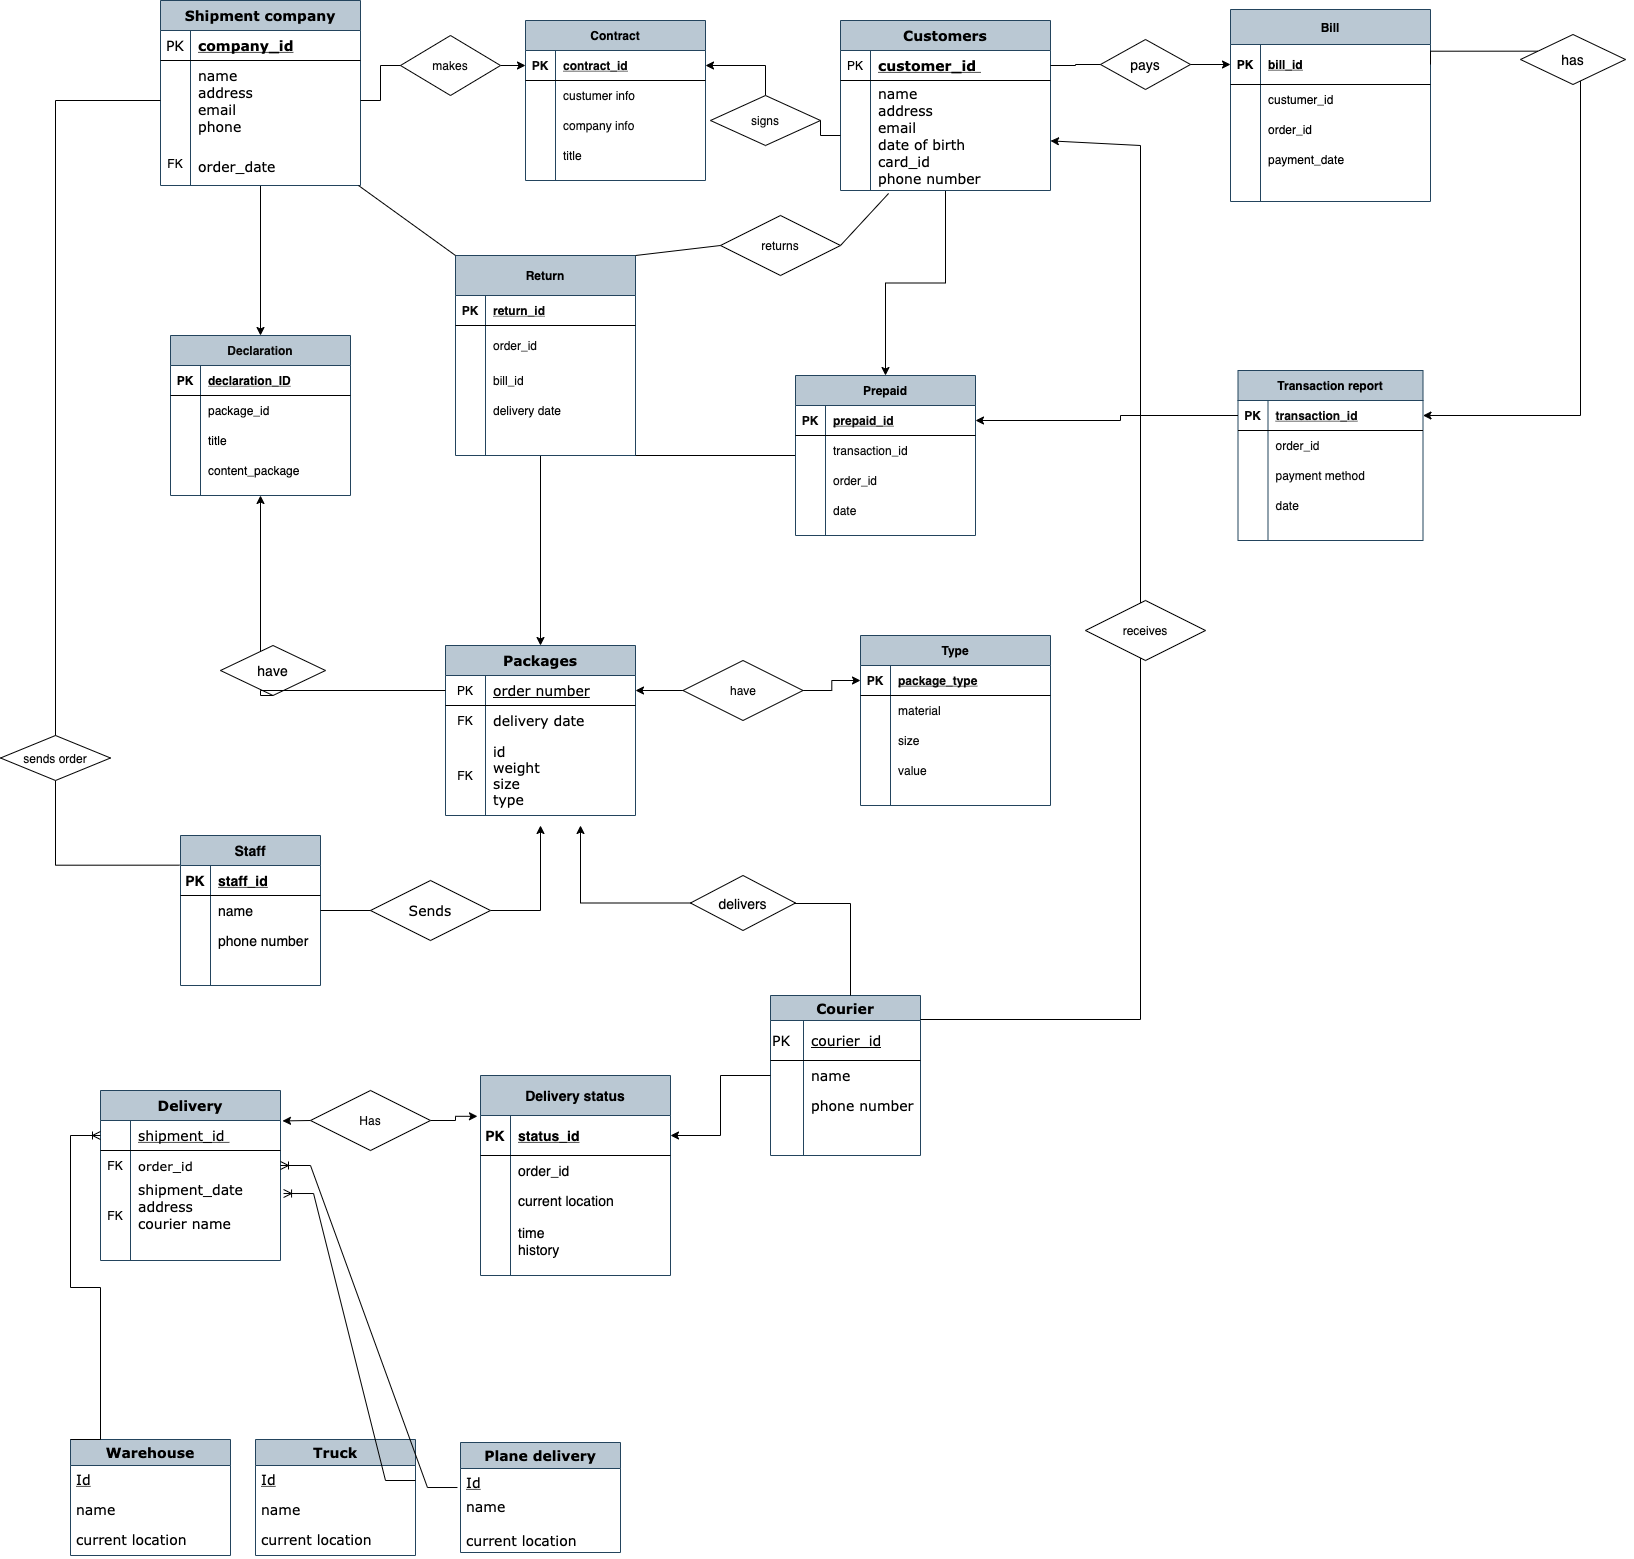 Shipment company
PK
company_id
name
address
email
phone
FK
order_date
makes
Contract
PK
contract_id
custumer info
company info
title
signs
Customers
PK
customer_id
name
address
email
date of birth
card_id
phone number
pays
Bill
PK
bill_id
custumer_id
order_id
payment_date
has
returns
Return
PK
return_id
order_id
bill_id
delivery date
Declaration
PK
declaration_ID
package_id
title
content_package
Prepaid
PK
prepaid_id
transaction_id
order_id
date
Transaction report
PK
transaction_id
order_id
payment method
date
receives
have
Packages
PK
order number
FK
delivery date
id
FK
weight
size
type
have
Type
PK
package_type
material
size
value
sends order
Staff
PK
staff_id
name
phone number
Sends
delivers
Courier
PK
courier_id
name
phone number
Delivery
shipment_id
FK
order_id
shipment_date
FK
address
courier name
Has
Delivery status
PK
status_id
order_id
current location
time
history
Warehouse
Id
name
current location
Truck
Id
name
current location
Plane delivery
Id
name
current location